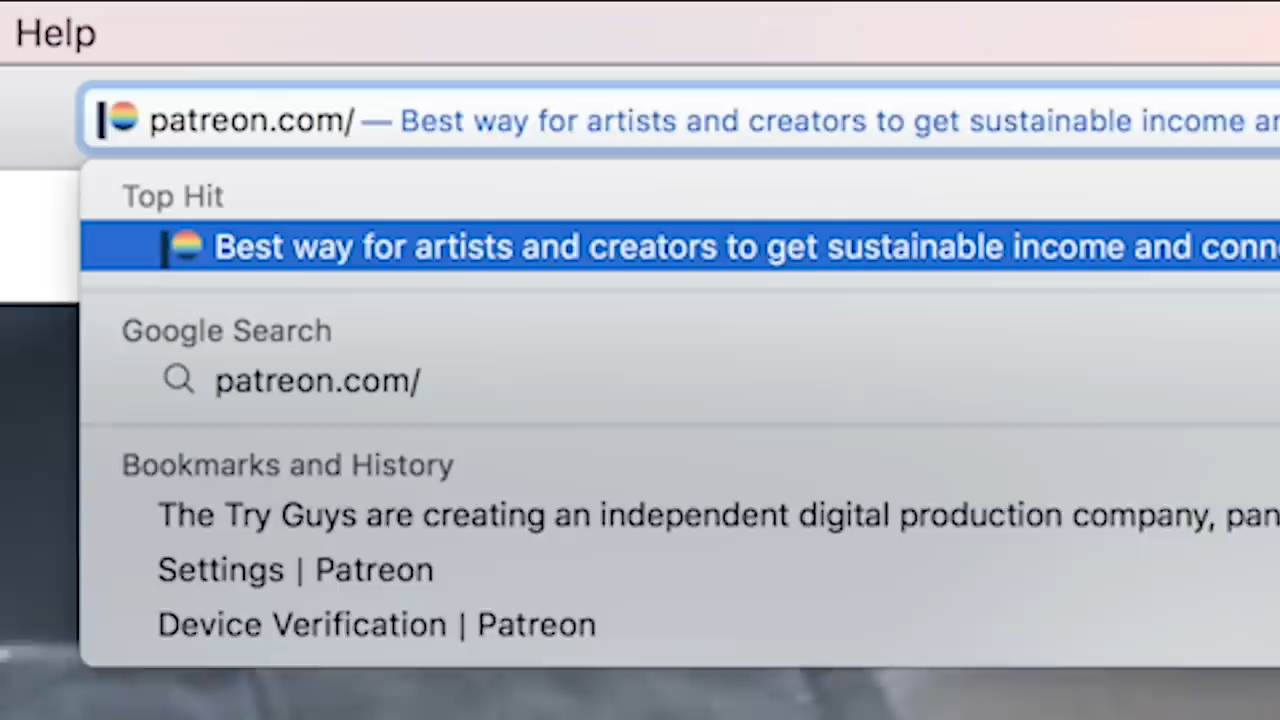 Help
patreon.com/ — Best way for artists and creators to get sustainable income
Top Hit
Best way for artists and creators to get sustainable income and conn
Google Search
patreon.com/
Bookmarks and History
The Try Guys are creating an independent digital production company, pan
Settings | Patreon
Device Verification | Patreon